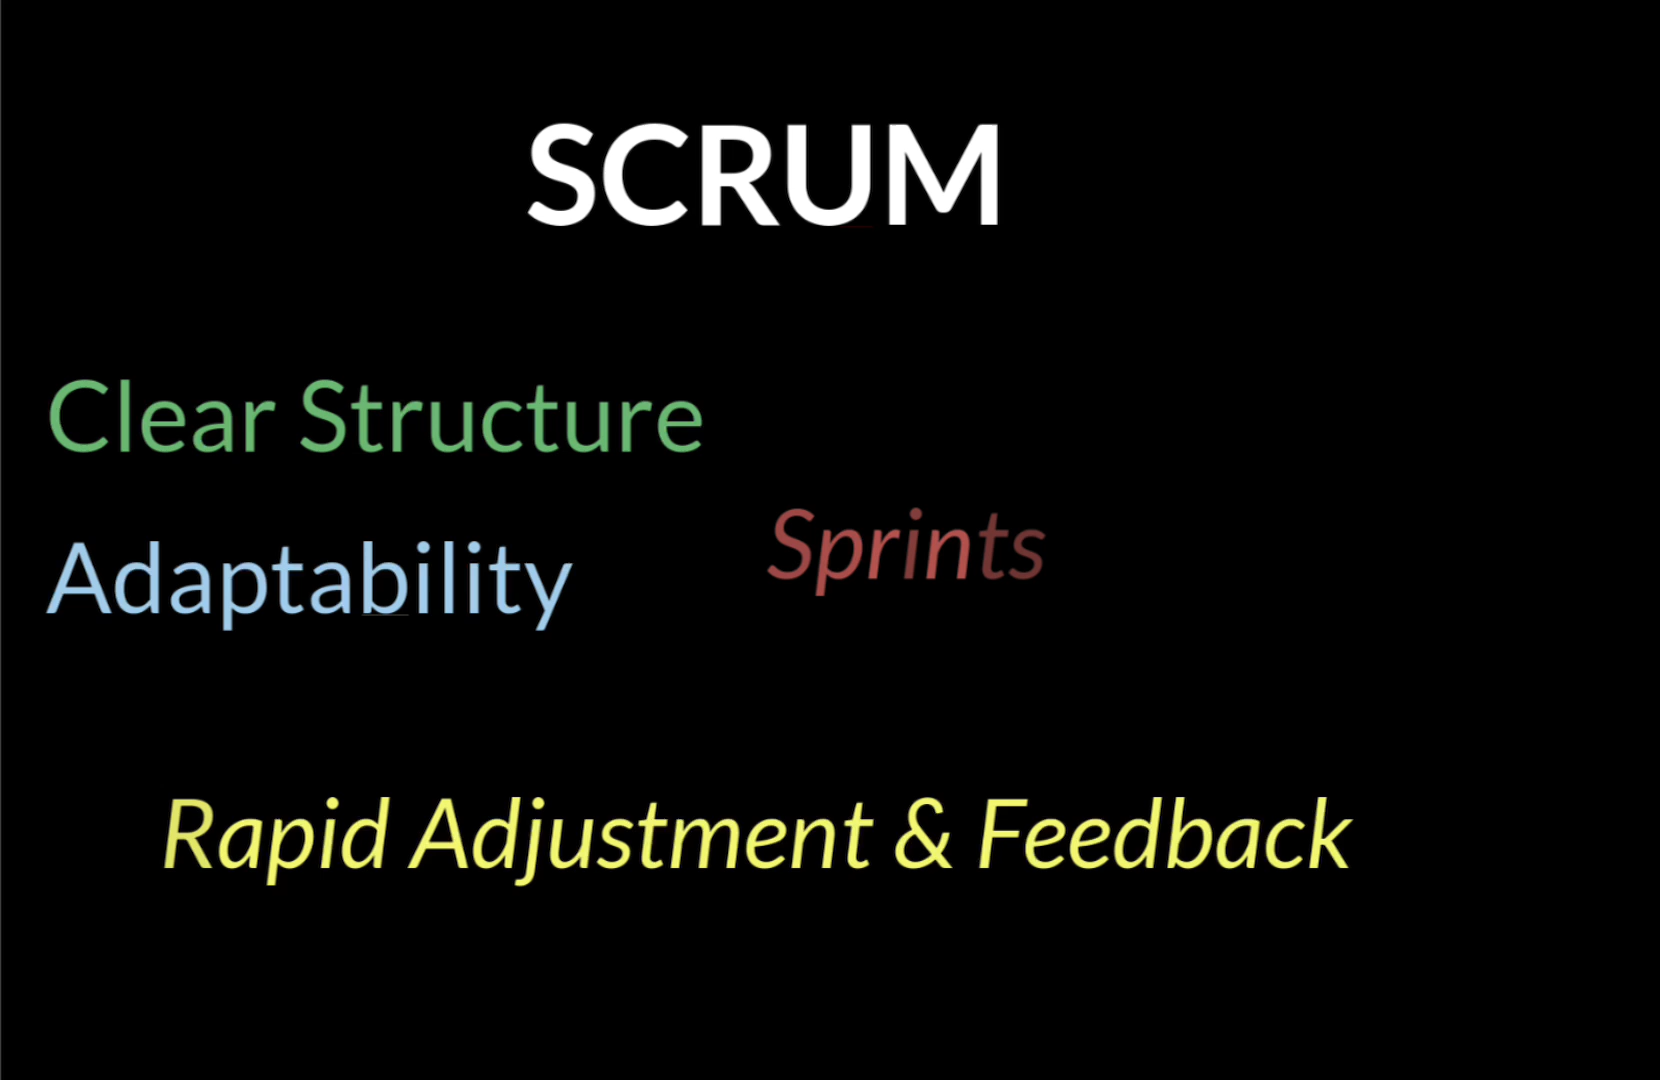 SCRUM
Clear Structure
Sprints
Adaptability
Rapid Adjustment & Feedback